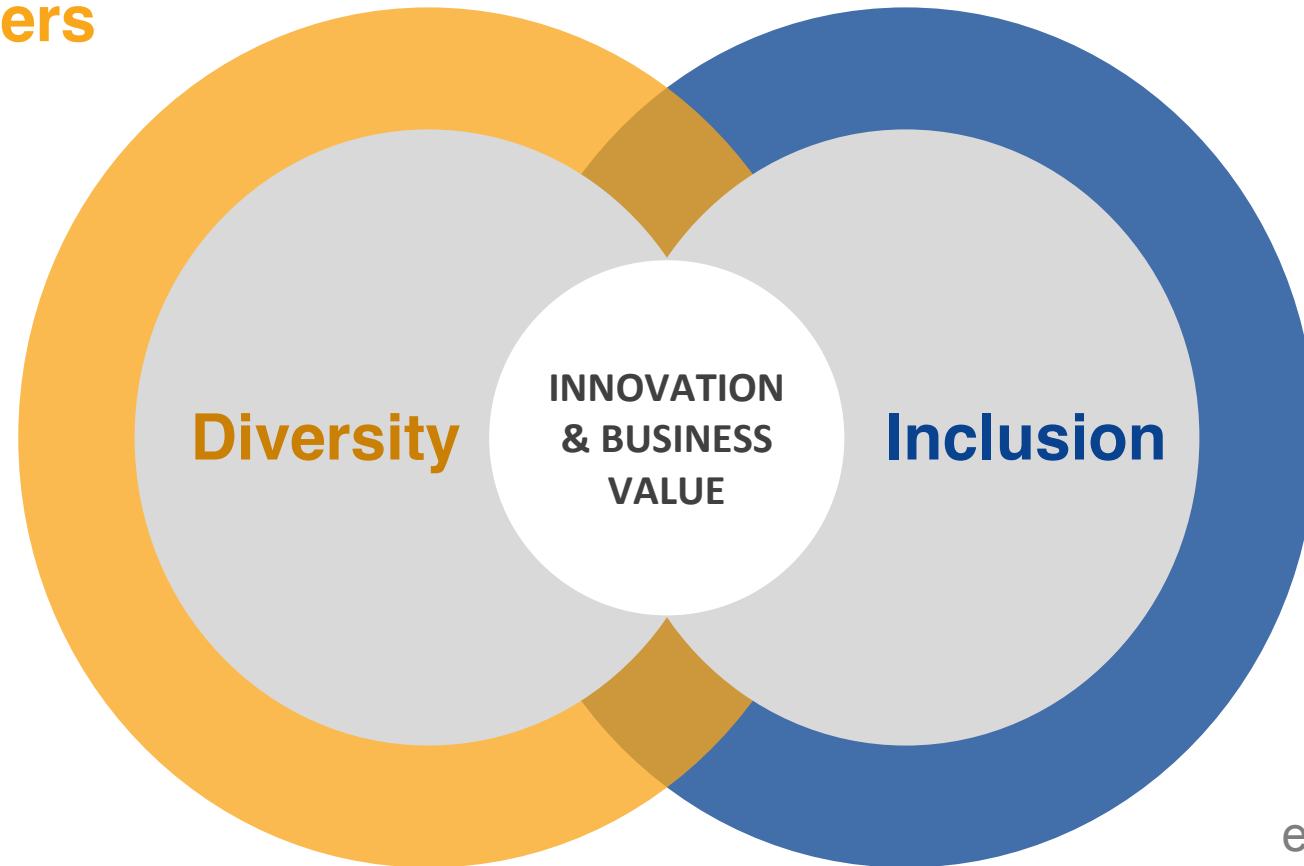 ers
Diversity
INNOVATION
& BUSINESS
VALUE
Inclusion
e